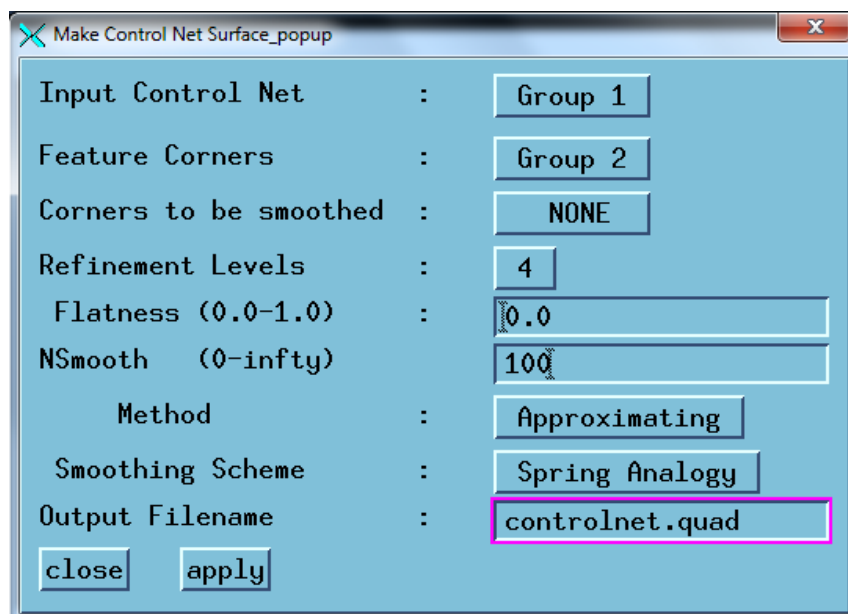 Make Control Net Surface_popup
Input Control Net : Group 1
Feature Corners : Group 2
Corners to be smoothed : NONE
Refinement Levels : 4
Flatness (0.0-1.0) : 0.0
NSmooth (0-infty) 100
Method : Approximating
Smoothing Scheme : Spring Analogy
Output Filename : controlnet.quad
close apply